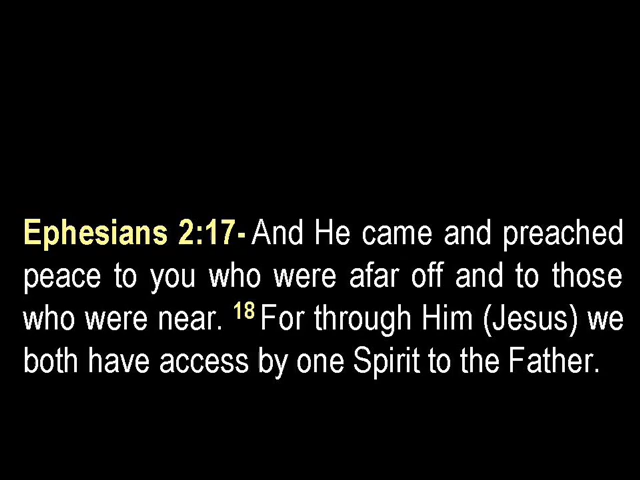 Ephesians 2:17- And He came and preached
peace to you who were afar off and to those
who were near. 18 For through Him (Jesus) we
both have access by one Spirit to the Father.